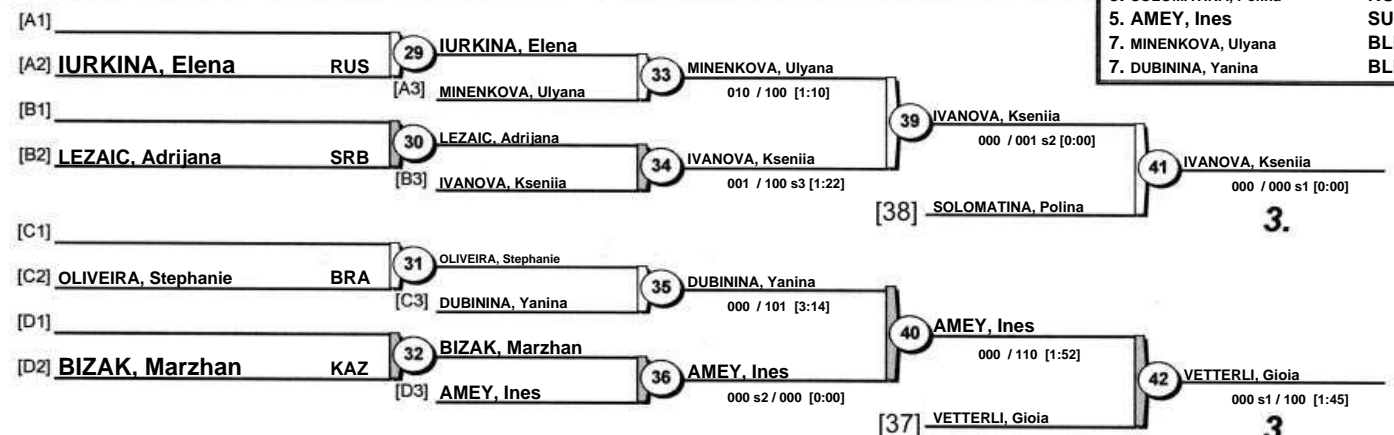 5. AMEY, Ines SU
7. MINENKOVA, Ulyana BL
7. DUBININA, Yanina BL
[A1]
[A2] IURKINA, Elena RUS
29 IURKINA, Elena
[A3] MINENKOVA, Ulyana
33 MINENKOVA, Ulyana
010 / 100 [1:10]
[B1]
[B2] LEZAIC, Adrijana SRB
30 LEZAIC, Adrijana
[B3] IVANOVA, Kseniia
34 IVANOVA, Kseniia
001 / 100 s3 [1:22]
39 IVANOVA, Kseniia
000 / 001 s2 [0:00]
[38] SOLOMATINA, Polina
41 IVANOVA, Kseniia
000 / 000 s1 [0:00]
3.
[C1]
[C2] OLIVEIRA, Stephanie BRA
31 OLIVEIRA, Stephanie
[C3] DUBININA, Yanina
35 DUBININA, Yanina
000 / 101 [3:14]
[D1]
[D2] BIZAK, Marzhan KAZ
32 BIZAK, Marzhan
[D3] AMEY, Ines
36 AMEY, Ines
000 s2 / 000 [0:00]
40 AMEY, Ines
000 / 110 [1:52]
[37] VETTERLI, Gioia
42 VETTERLI, Gioia
000 s1 / 100 [1:45]
3